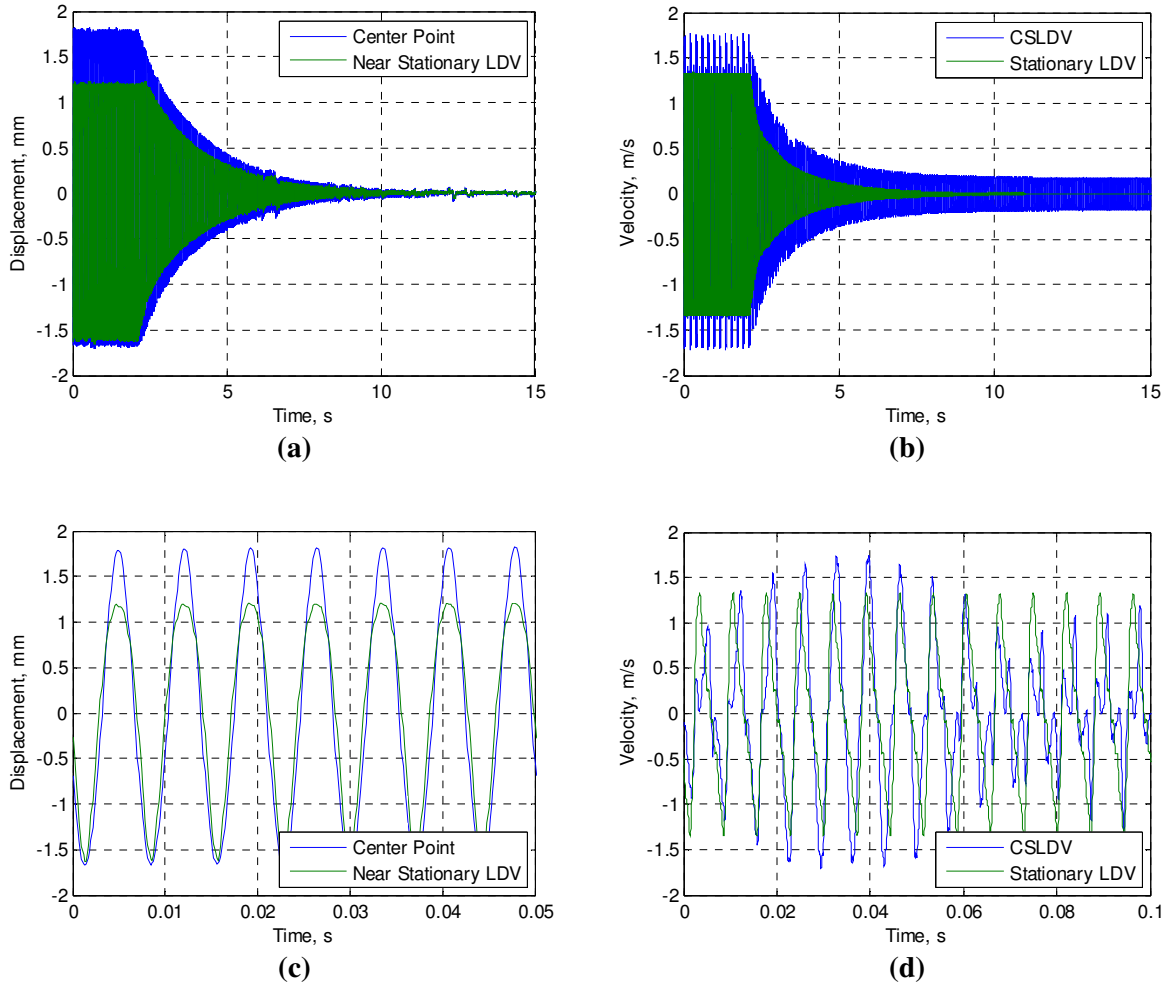 2
1.5
1
0.5
0
-0.5
-1
-1.5
-2
Displacement, mm
Center Point
Near Stationary LDV
0 5 10 15
Time, s
(a)
2
1.5
1
0.5
0
-0.5
-1
-1.5
-2
Velocity, m/s
CSLDV
Stationary LDV
0 5 10 15
Time, s
(b)
2
1.5
1
0.5
0
-0.5
-1
-1.5
-2
Displacement, mm
Center Point
Near Stationary LDV
0 0.01 0.02 0.03 0.04 0.05
Time, s
(c)
2
1.5
1
0.5
0
-0.5
-1
-1.5
-2
Velocity, m/s
CSLDV
Stationary LDV
0 0.02 0.04 0.06 0.08 0.1
Time, s
(d)